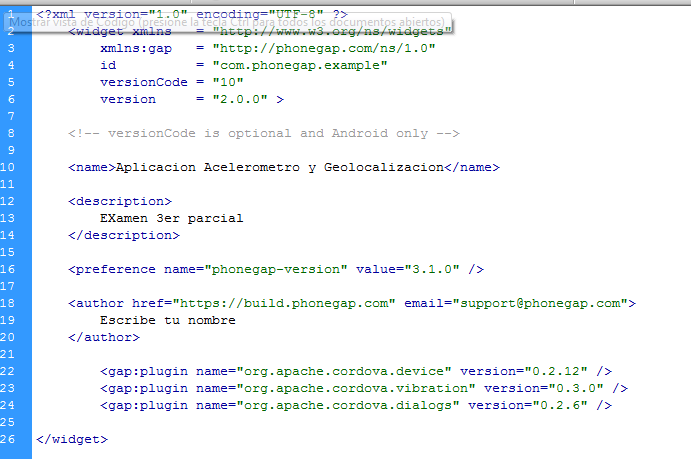 1 <?xml version="1.0" encoding="UTF-8" ?>
Mostrar vista de Código (presione la tecla Ctrl para todos los documentos abiertos)
2 <widget xmlns = "http://www.w3.org/ns/widgets"
3 xmlns:gap = "http://phonegap.com/ns/1.0"
4 id = "com.phonegap.example"
5 versionCode = "10"
6 version = "2.0.0" >
7
8 <!-- versionCode is optional and Android only -->
9
10 <name>Aplicacion Acelerometro y Geolocalizacion</name>
11
12 <description>
13 EXamen 3er parcial
14 </description>
15
16 <preference name="phonegap-version" value="3.1.0" />
17
18 <author href="https://build.phonegap.com" email="support@phonegap.com">
19 Escribe tu nombre
20 </author>
21
22 <gap:plugin name="org.apache.cordova.device" version="0.2.12" />
23 <gap:plugin name="org.apache.cordova.vibration" version="0.3.0" />
24 <gap:plugin name="org.apache.cordova.dialogs" version="0.2.6" />
25
26 </widget>